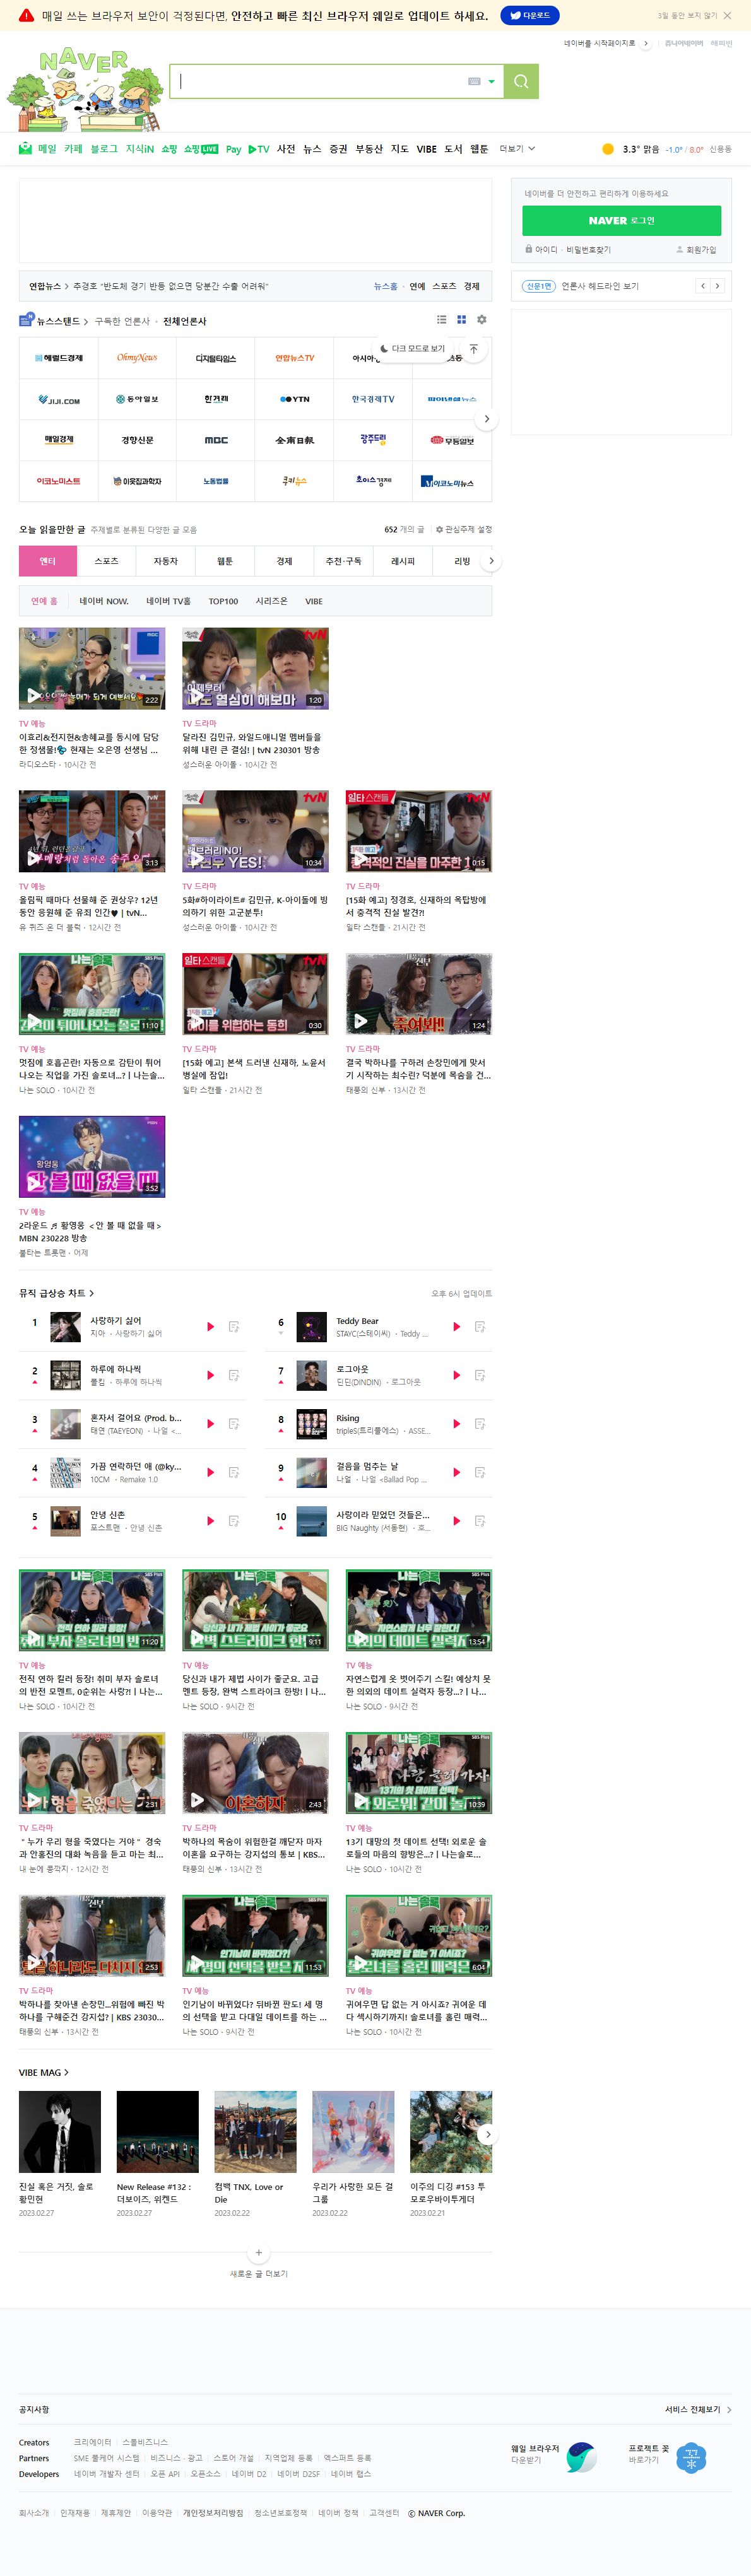 매일 쓰는 브라우저 보안이 걱정된다면, 안전하고 빠른 최신 브라우저 웨일로 업데이트 하세요. 다운로드 3일 동안 보지 않기
네이버를 시작페이지로 쥬니어네이버 해피빈
NAVER
메일 카페 블로그 지식iN 쇼핑 쇼핑LIVE Pay TV 사전 뉴스 증권 부동산 지도 VIBE 도서 웹툰 더보기 3.3° 맑음 -1.0° / 8.0° 신용동
네이버를 더 안전하고 편리하게 이용하세요
NAVER 로그인
아이디 · 비밀번호찾기 회원가입
연합뉴스 추경호 "반도체 경기 반등 없으면 당분간 수출 어려워" 뉴스홈 · 연예 스포츠 경제
신문1면 언론사 헤드라인 보기
뉴스스탠드 구독한 언론사 · 전체언론사
다크 모드로 보기
헤럴드경제 OhmyNews 디지털타임스 연합뉴스TV
JIJI.COM 동아일보 한겨레 YTN 한국경제TV 파이낸셜뉴스
매일경제 경향신문 MBC 全南日報 광주드림 무등일보
이코노미스트 이웃집과학자 노동법률 쿠키뉴스 초이스경제 이코노미뉴스
오늘 읽을만한 글 주제별로 분류된 다양한 글 모음 652 개의 글 관심주제 설정
엔터 스포츠 자동차 웹툰 경제 추천·구독 레시피 리빙
연예 홈 네이버 NOW. 네이버 TV홈 TOP100 시리즈온 VIBE
MBC 2:22
tvN 열심히 해보마 1:20
TV 예능
이효리&전지현&송혜교를 동시에 담당한 정샘물!🫶 현재는 오은영 선생님 ...
라디오스타 · 10시간 전
TV 드라마
달라진 김민규, 와일드애니멀 멤버들을 위해 내린 큰 결심! | tvN 230301 방송
성스러운 아이돌 · 10시간 전
3:13
YES! 10:34
일타 스캔들 tvN 충격적인 진실을 마주한 0:15
TV 예능
올림픽 때마다 선물해 준 권상우? 12년 동안 응원해 준 유죄 인간♥ | tvN...
유 퀴즈 온 더 블럭 · 12시간 전
TV 드라마
5화#하이라이트# 김민규, K-아이돌에 빙의하기 위한 고군분투!
성스러운 아이돌 · 10시간 전
TV 드라마
[15화 예고] 정경호, 신재하의 옥탑방에서 충격적 진실 발견?!
일타 스캔들 · 21시간 전
나는 SOLO 11:10
일타 스캔들 tvN 위협하는 동희 0:30
죽여봐!! 1:24
TV 예능
멋짐에 호흡곤란! 자동으로 감탄이 튀어나오는 직업을 가진 솔로녀...?ㅣ나는솔...
나는 SOLO · 10시간 전
TV 드라마
[15화 예고] 본색 드러낸 신재하, 노윤서 병실에 잠입!
일타 스캔들 · 21시간 전
TV 드라마
결국 박하나를 구하려 손창민에게 맞서기 시작하는 최수린? 덕분에 목숨을 건...
태풍의 신부 · 13시간 전
황영웅
안 볼 때 없을 때 3:52
TV 예능
2라운드 ♬ 황영웅 <안 볼 때 없을 때> MBN 230228 방송
불타는 트롯맨 · 어제
뮤직 급상승 차트 오후 6시 업데이트
1 사랑하기 싫어
지아 · 사랑하기 싫어
2 하루에 하나씩
폴킴 · 하루에 하나씩
3 혼자서 걸어요 (Prod. b...
태연 (TAEYEON) · 나얼 <...
4 가끔 연락하던 애 (@ky...
10CM · Remake 1.0
5 안녕 신촌
포스트맨 · 안녕 신촌
6 Teddy Bear
STAYC(스테이씨) · Teddy ...
7 로그아웃
딘딘(DINDIN) · 로그아웃
8 Rising
tripleS(트리플에스) · ASSE...
9 걸음을 멈추는 날
나얼 · 나얼 <Ballad Pop ...
10 사랑이라 믿었던 것들은...
BIG Naughty (서동현) · 호...
11:20
9:11
13:54
TV 예능
전직 연하 킬러 등장! 취미 부자 솔로녀의 반전 모멘트, 0순위는 사랑?!ㅣ나는...
나는 SOLO · 10시간 전
TV 예능
당신과 내가 제법 사이가 좋군요. 고급 멘트 등장, 완벽 스트라이크 한방!ㅣ나...
나는 SOLO · 9시간 전
TV 예능
자연스럽게 옷 벗어주기 스킬! 예상치 못한 의외의 데이트 실력자 등장...?ㅣ나...
나는 SOLO · 9시간 전
2:31
이혼하자 2:43
10:39
TV 드라마
"누가 우리 형을 죽였다는 거야" 경숙과 안홍진의 대화 녹음을 듣고 마는 최...
내 눈에 콩깍지 · 12시간 전
TV 드라마
박하나의 목숨이 위험한걸 깨닫자 마자 이혼을 요구하는 강지섭의 통보 | KBS...
태풍의 신부 · 13시간 전
TV 예능
13기 대망의 첫 데이트 선택! 외로운 솔로들의 마음의 향방은...?ㅣ나는솔로...
나는 SOLO · 10시간 전
2:53
인기남이 바뀌었다?! 11:53
6:04
TV 드라마
박하나를 찾아낸 손창민...위험에 빠진 박하나를 구해준건 강지섭? | KBS 23030...
태풍의 신부 · 13시간 전
TV 예능
인기남이 바뀌었다? 뒤바뀐 판도! 세 명의 선택을 받고 다대일 데이트를 하는 ...
나는 SOLO · 9시간 전
TV 예능
귀여우면 답 없는 거 아시죠? 귀여운 데다 섹시하기까지! 솔로녀를 홀린 매력...
나는 SOLO · 10시간 전
VIBE MAG
진실 혹은 거짓, 솔로 황민현
2023.02.27
New Release #132 : 더보이즈, 위켄드
2023.02.27
컴백 TNX, Love or Die
2023.02.22
우리가 사랑한 모든 걸그룹
2023.02.22
이주의 디깅 #153 투모로우바이투게더
2023.02.21
새로운 글 더보기
공지사항 서비스 전체보기
Creators 크리에이터 스몰비즈니스
Partners SME 풀케어 시스템 비즈니스 · 광고 스토어 개설 지역업체 등록 엑스퍼트 등록
Developers 네이버 개발자 센터 오픈 API 오픈소스 네이버 D2 네이버 D2SF 네이버 랩스
웨일 브라우저
다운받기
프로젝트 꽃
바로가기
회사소개 인재채용 제휴제안 이용약관 개인정보처리방침 청소년보호정책 네이버 정책 고객센터 © NAVER Corp.